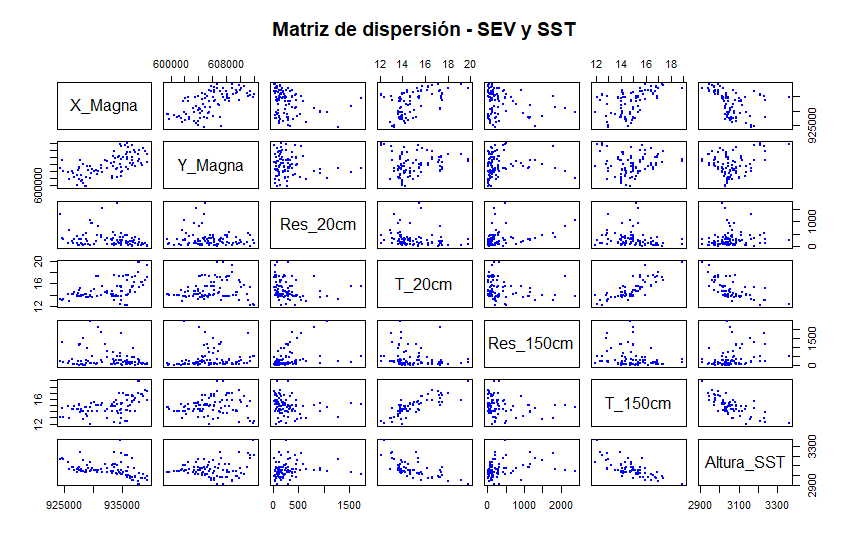 Matriz de dispersión - SEV y SST
600000 608000 12 14 16 18 20 12 14 16 18
X_Magna
925000
Y_Magna
600000
Res_20cm
0 1000
T_20cm
12 16 20
Res_150cm
0 1500
T_150cm
12 16
Altura_SST
2900 3300
925000 935000 0 500 1500 0 1000 2000 2900 3100 3300